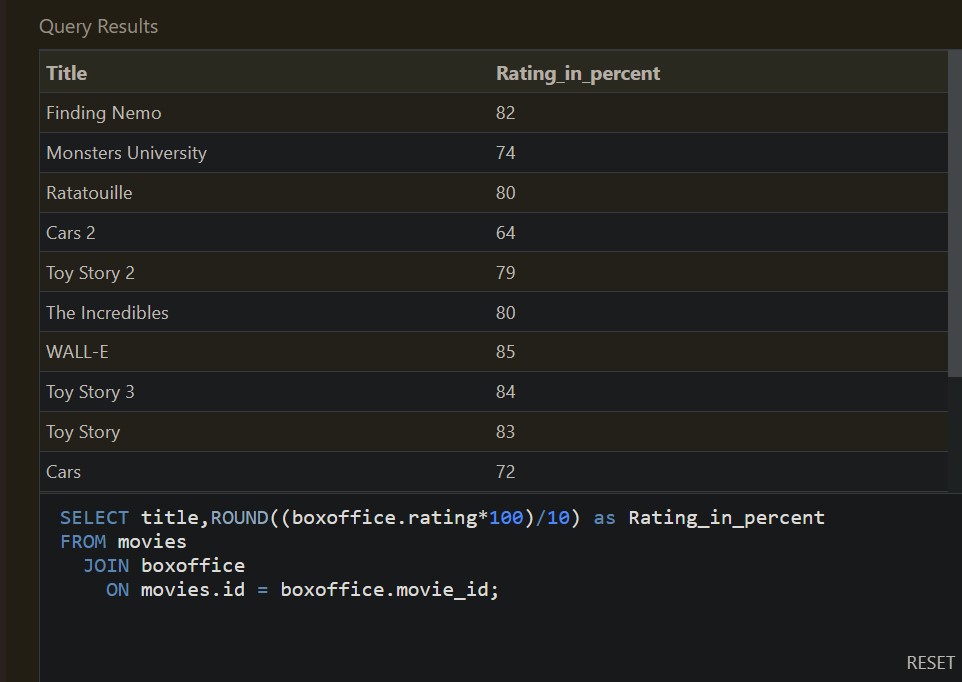 Query Results
Title Rating_in_percent
Finding Nemo 82
Monsters University 74
Ratatouille 80
Cars 2 64
Toy Story 2 79
The Incredibles 80
WALL-E 85
Toy Story 3 84
Toy Story 83
Cars 72
SELECT title,ROUND((boxoffice.rating*100)/10) as Rating_in_percent
FROM movies
JOIN boxoffice
ON movies.id = boxoffice.movie_id;
RESET